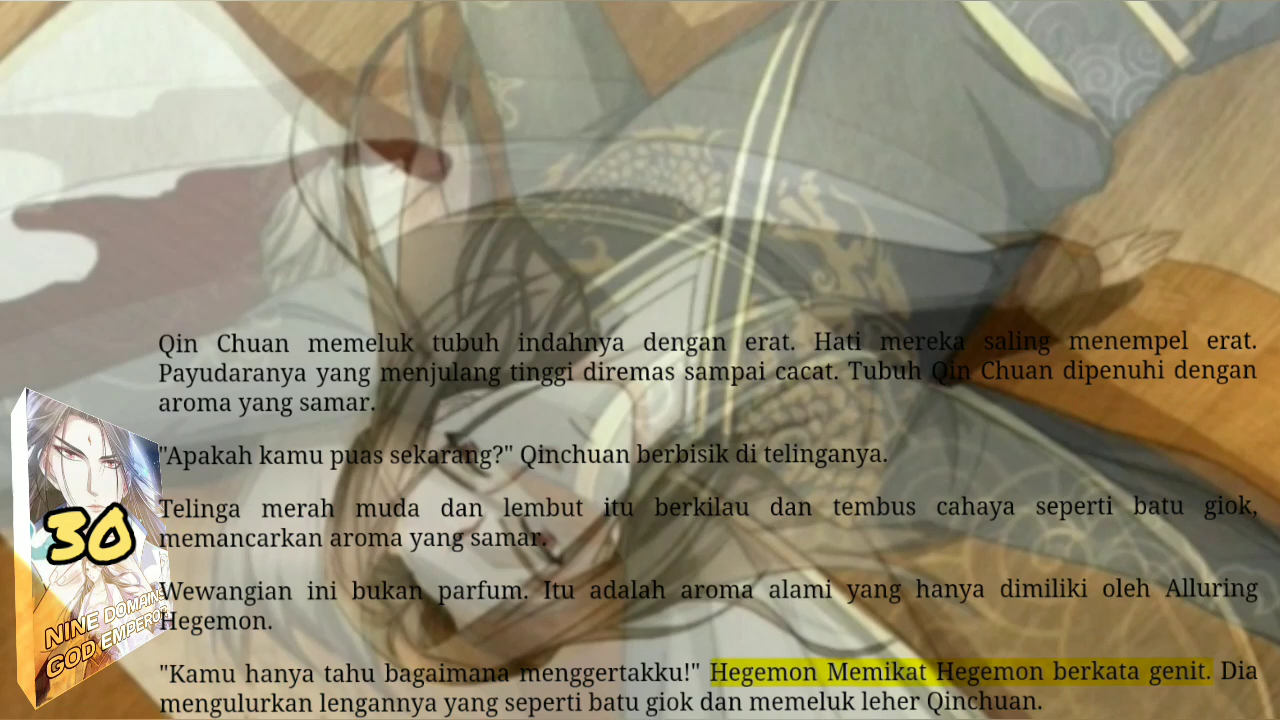 Qin Chuan memeluk tubuh indahnya dengan erat. Hati mereka saling menempel erat.
Payudaranya yang menjulang tinggi diremas sampai cacat. Tubuh Qin Chuan dipenuhi dengan
aroma yang samar.
"Apakah kamu puas sekarang?" Qinchuan berbisik di telinganya.
Telinga merah muda dan lembut itu berkilau dan tembus cahaya seperti batu giok,
memancarkan aroma yang samar.
Wewangian ini bukan parfum. Itu adalah aroma alami yang hanya dimiliki oleh Alluring
Hegemon.
"Kamu hanya tahu bagaimana menggertakku!" Hegemon Memikat Hegemon berkata genit. Dia
mengulurkan lengannya yang seperti batu giok dan memeluk leher Qinchuan.
30
NINE DOMAINS
GOD EMPEROR